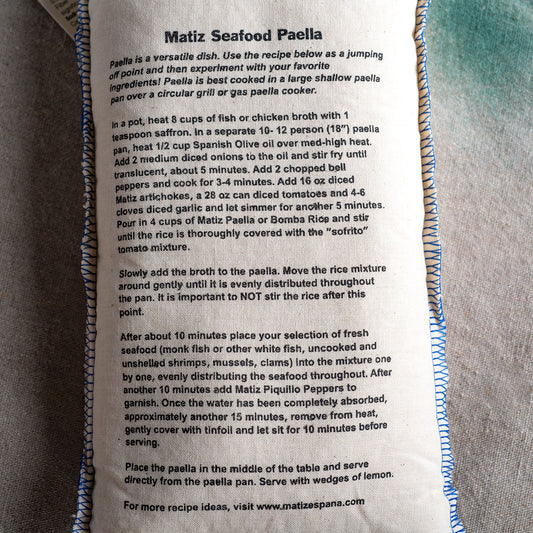 Matiz Seafood Paella
Paella is a versatile dish. Use the recipe below as a jumping
off point and then experiment with your favorite
ingredients! Paella is best cooked in a large shallow paella
pan over a circular grill or gas paella cooker.
In a pot, heat 8 cups of fish or chicken broth with 1
teaspoon saffron. In a separate 10- 12 person (18") paella
pan, heat 1/2 cup Spanish Olive oil over med-high heat.
Add 2 medium diced onions to the oil and stir fry until
translucent, about 5 minutes. Add 2 chopped bell
peppers and cook for 3-4 minutes. Add 16 oz diced
Matiz artichokes, a 28 oz can diced tomatoes and 4-6
cloves diced garlic and let simmer for another 5 minutes.
Pour in 4 cups of Matiz Paella or Bomba Rice and stir
until the rice is thoroughly covered with the "sofrito"
tomato mixture.
Slowly add the broth to the paella. Move the rice mixture
around gently until it is evenly distributed throughout
the pan. It is important to NOT stir the rice after this
point.
After about 10 minutes place your selection of fresh
seafood (monk fish or other white fish, uncooked and
unshelled shrimps, mussels, clams) into the mixture one
by one, evenly distributing the seafood throughout. After
another 10 minutes add Matiz Piquillo Peppers to
garnish. Once the water has been completely absorbed,
approximately another 15 minutes, remove from heat,
gently cover with tinfoil and let sit for 10 minutes before
serving.
Place the paella in the middle of the table and serve
directly from the paella pan. Serve with wedges of lemon.
For more recipe ideas, visit www.matizespana.com.